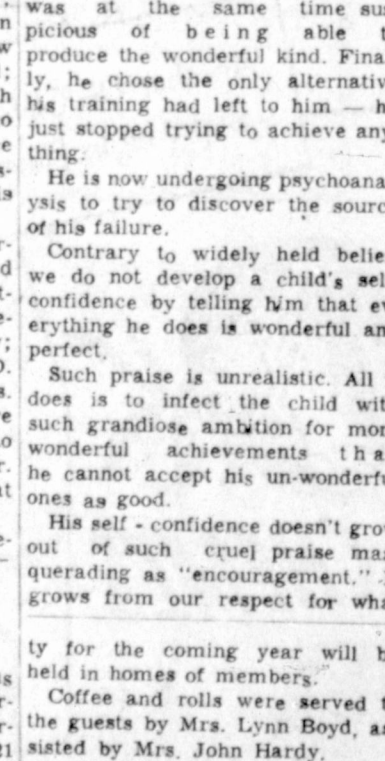 was at the same time sus
picious of being able t
produce the wonderful kind. Fina
ly, he chose the only alternativ
his training had left to him — h
just stopped trying to achieve any
thing.
He is now undergoing psychoana
ysis to try to discover the sourc
of his failure.
Contrary to widely held belie
we do not develop a child's sel
confidence by telling him that ev
erything he does is wonderful an
perfect.
Such praise is unrealistic. All
does is to infect the child wit
such grandiose ambition for mor
wonderful achievements tha
he cannot accept his un-wonderfu
ones as good.
His self - confidence doesn't grow
out of such cruel praise mas
querading as "encouragement."
grows from our respect for wha
ty for the coming year will b
held in homes of members.
Coffee and rolls were served t
the guests by Mrs. Lynn Boyd, as
sisted by Mrs. John Hardy.